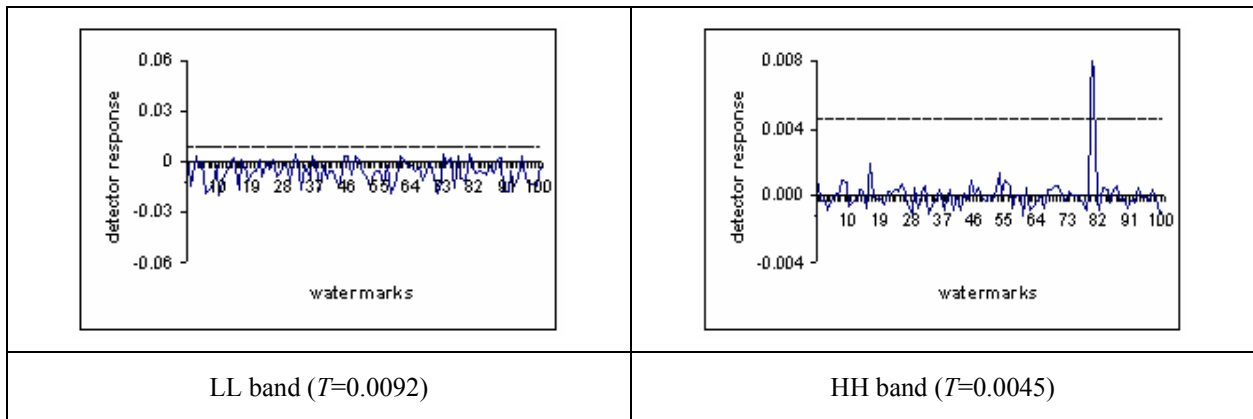 0.06
0.03
0
-0.03
-0.06
detector response
10 19 28 37 46 55 64 73 82 91 100
watermarks
0.008
0.004
0.000
-0.004
detector response
10 19 28 37 46 55 64 73 82 91 100
watermarks
LL band (T=0.0092)
HH band (T=0.0045)